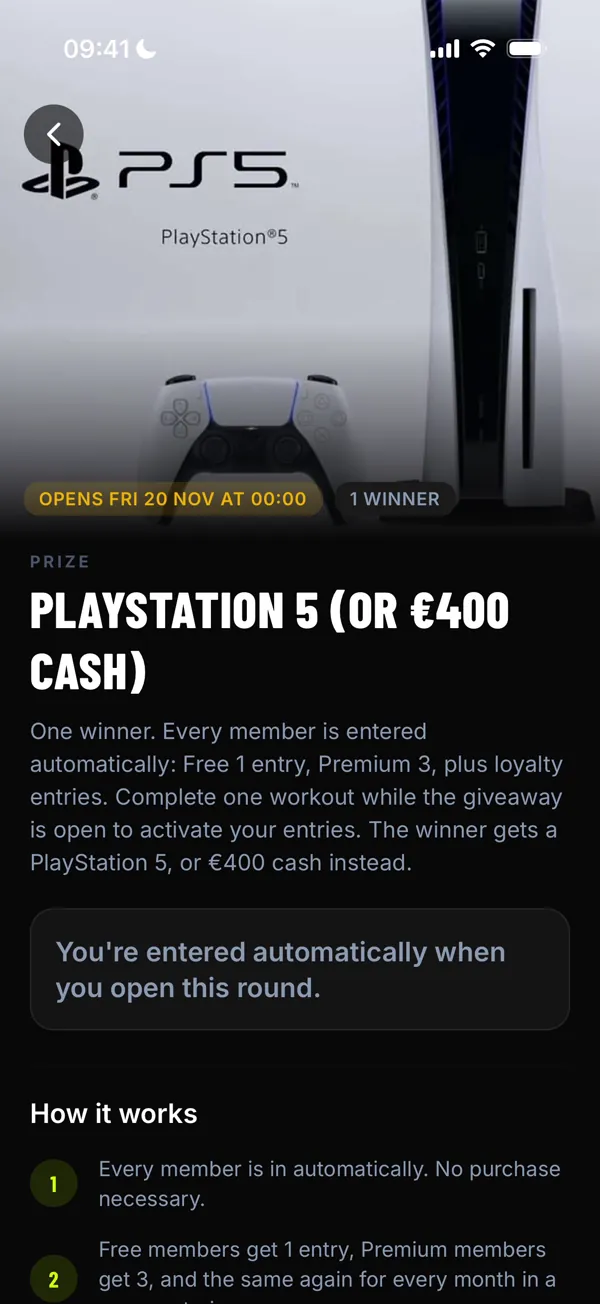 09:41
PS5™
PlayStation®5
OPENS FRI 20 NOV AT 00:00
1 WINNER
PRIZE
PLAYSTATION 5 (OR €400
CASH)
One winner. Every member is entered
automatically: Free 1 entry, Premium 3, plus loyalty
entries. Complete one workout while the giveaway
is open to activate your entries. The winner gets a
PlayStation 5, or €400 cash instead.
You're entered automatically when
you open this round.
How it works
1
Every member is in automatically. No purchase
necessary.
2
Free members get 1 entry, Premium members
get 3, and the same again for every month in a